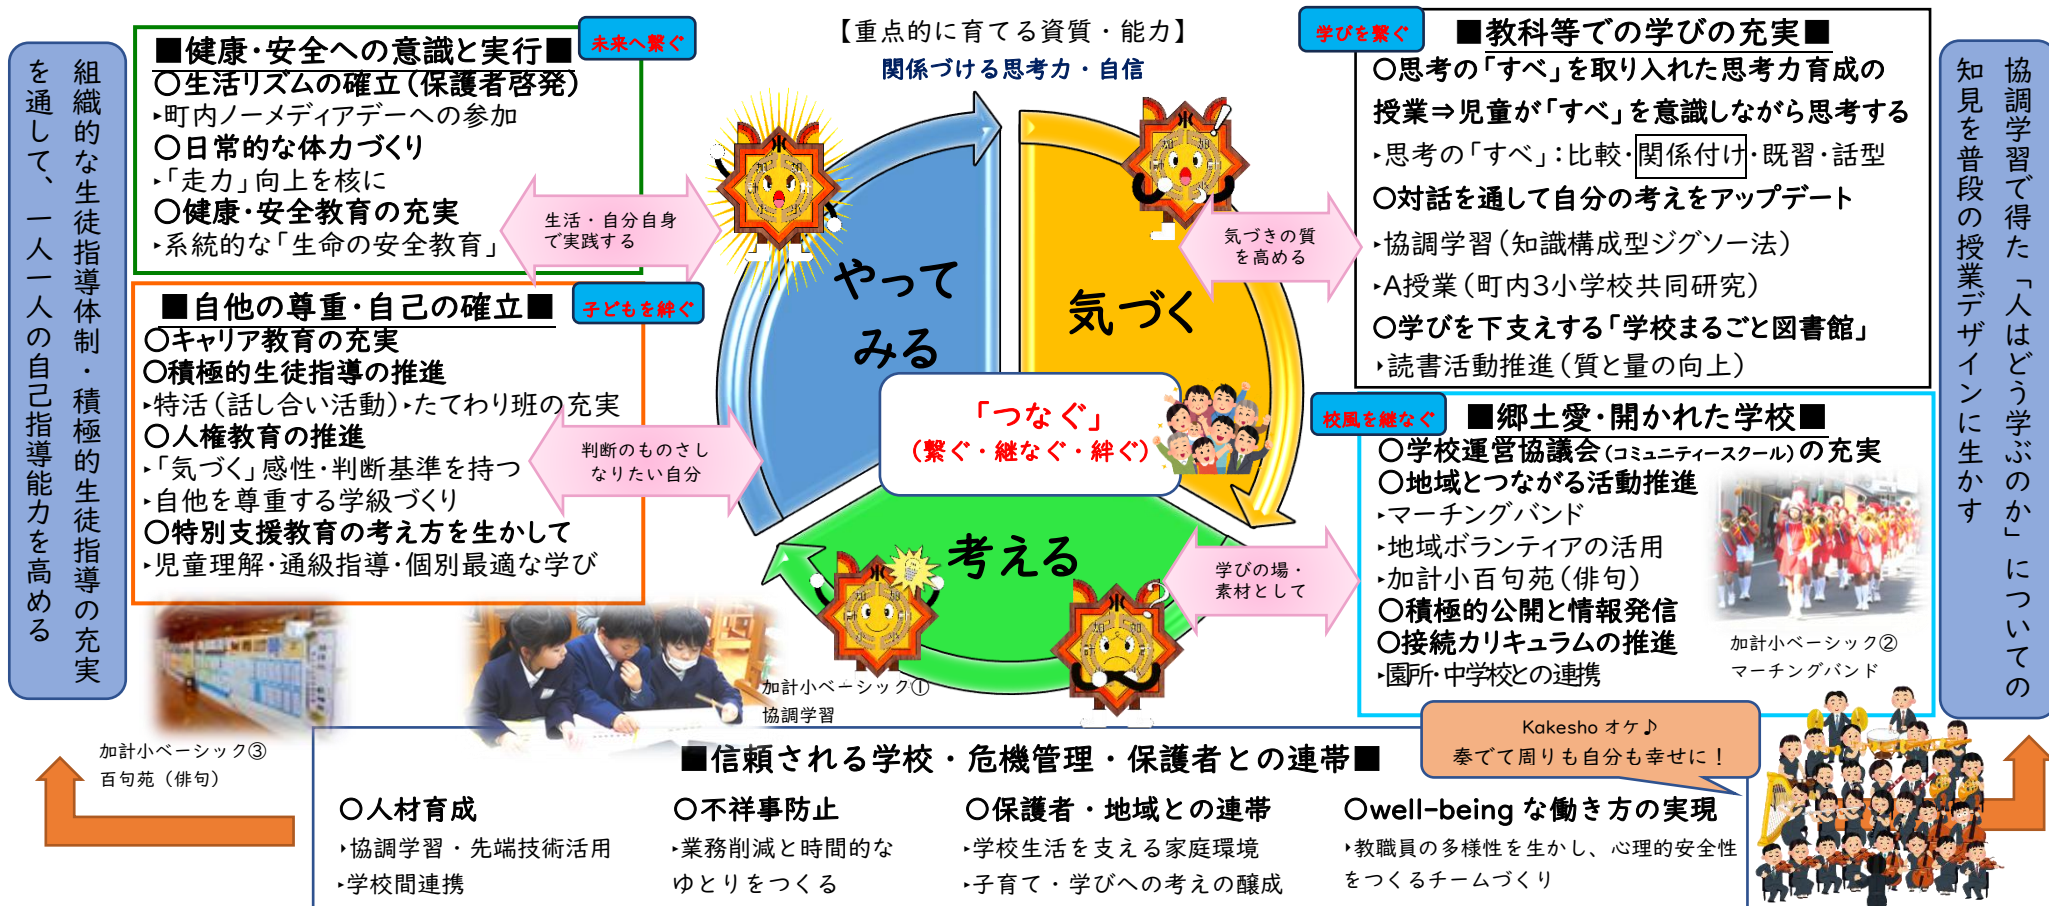 【重点的に育てる資質・能力】
関係づける思考力・自信
組織的な生徒指導体制・積極的生徒指導の充実
を通して、一人一人の自己指導能力を高める
未来へ繋ぐ
■健康・安全への意識と実行■
〇生活リズムの確立(保護者啓発)
▸町内ノーメディアデーへの参加
〇日常的な体力づくり
▸「走力」向上を核に
〇健康・安全教育の充実
▸系統的な「生命の安全教育」
生活・自分自身
で実践する
子どもを絆ぐ
■自他の尊重・自己の確立■
〇キャリア教育の充実
〇積極的生徒指導の推進
▸特活(話し合い活動)▸たてわり班の充実
〇人権教育の推進
▸「気づく」感性・判断基準を持つ
▸自他を尊重する学級づくり
〇特別支援教育の考え方を生かして
▸児童理解・通級指導・個別最適な学び
判断のものさし
なりたい自分
やって
みる
気づく
考える
「つなぐ」
(繋ぐ・継なぐ・絆ぐ)
!
?
学びを繋ぐ
■教科等での学びの充実■
〇思考の「すべ」を取り入れた思考力育成の
授業⇒児童が「すべ」を意識しながら思考する
▸思考の「すべ」:比較・関係付け・既習・話型
〇対話を通して自分の考えをアップデート
▸協調学習(知識構成型ジグソー法)
▸A授業(町内3小学校共同研究)
〇学びを下支えする「学校まるごと図書館」
▸読書活動推進(質と量の向上)
気づきの質
を高める
校風を継なぐ
■郷土愛・開かれた学校■
〇学校運営協議会(コミュニティースクール)の充実
〇地域とつながる活動推進
▸マーチングバンド
▸地域ボランティアの活用
▸加計小百句苑(俳句)
〇積極的公開と情報発信
〇接続カリキュラムの推進
▸園所・中学校との連携
学びの場・
素材として
加計小ベーシック②
マーチングバンド
協調学習で得た「人はどう学ぶのか」についての
知見を普段の授業デザインに生かす
加計小ベーシック①
協調学習
加計小ベーシック③
百句苑(俳句)
Kakesho オケ♪
奏でて周りも自分も幸せに!
■信頼される学校・危機管理・保護者との連帯■
〇人材育成
▸協調学習・先端技術活用
▸学校間連携
〇不祥事防止
▸業務削減と時間的な
ゆとりをつくる
〇保護者・地域との連帯
▸学校生活を支える家庭環境
▸子育て・学びへの考えの醸成
〇well-being な働き方の実現
▸教職員の多様性を生かし、心理的安全性
をつくるチームづくり